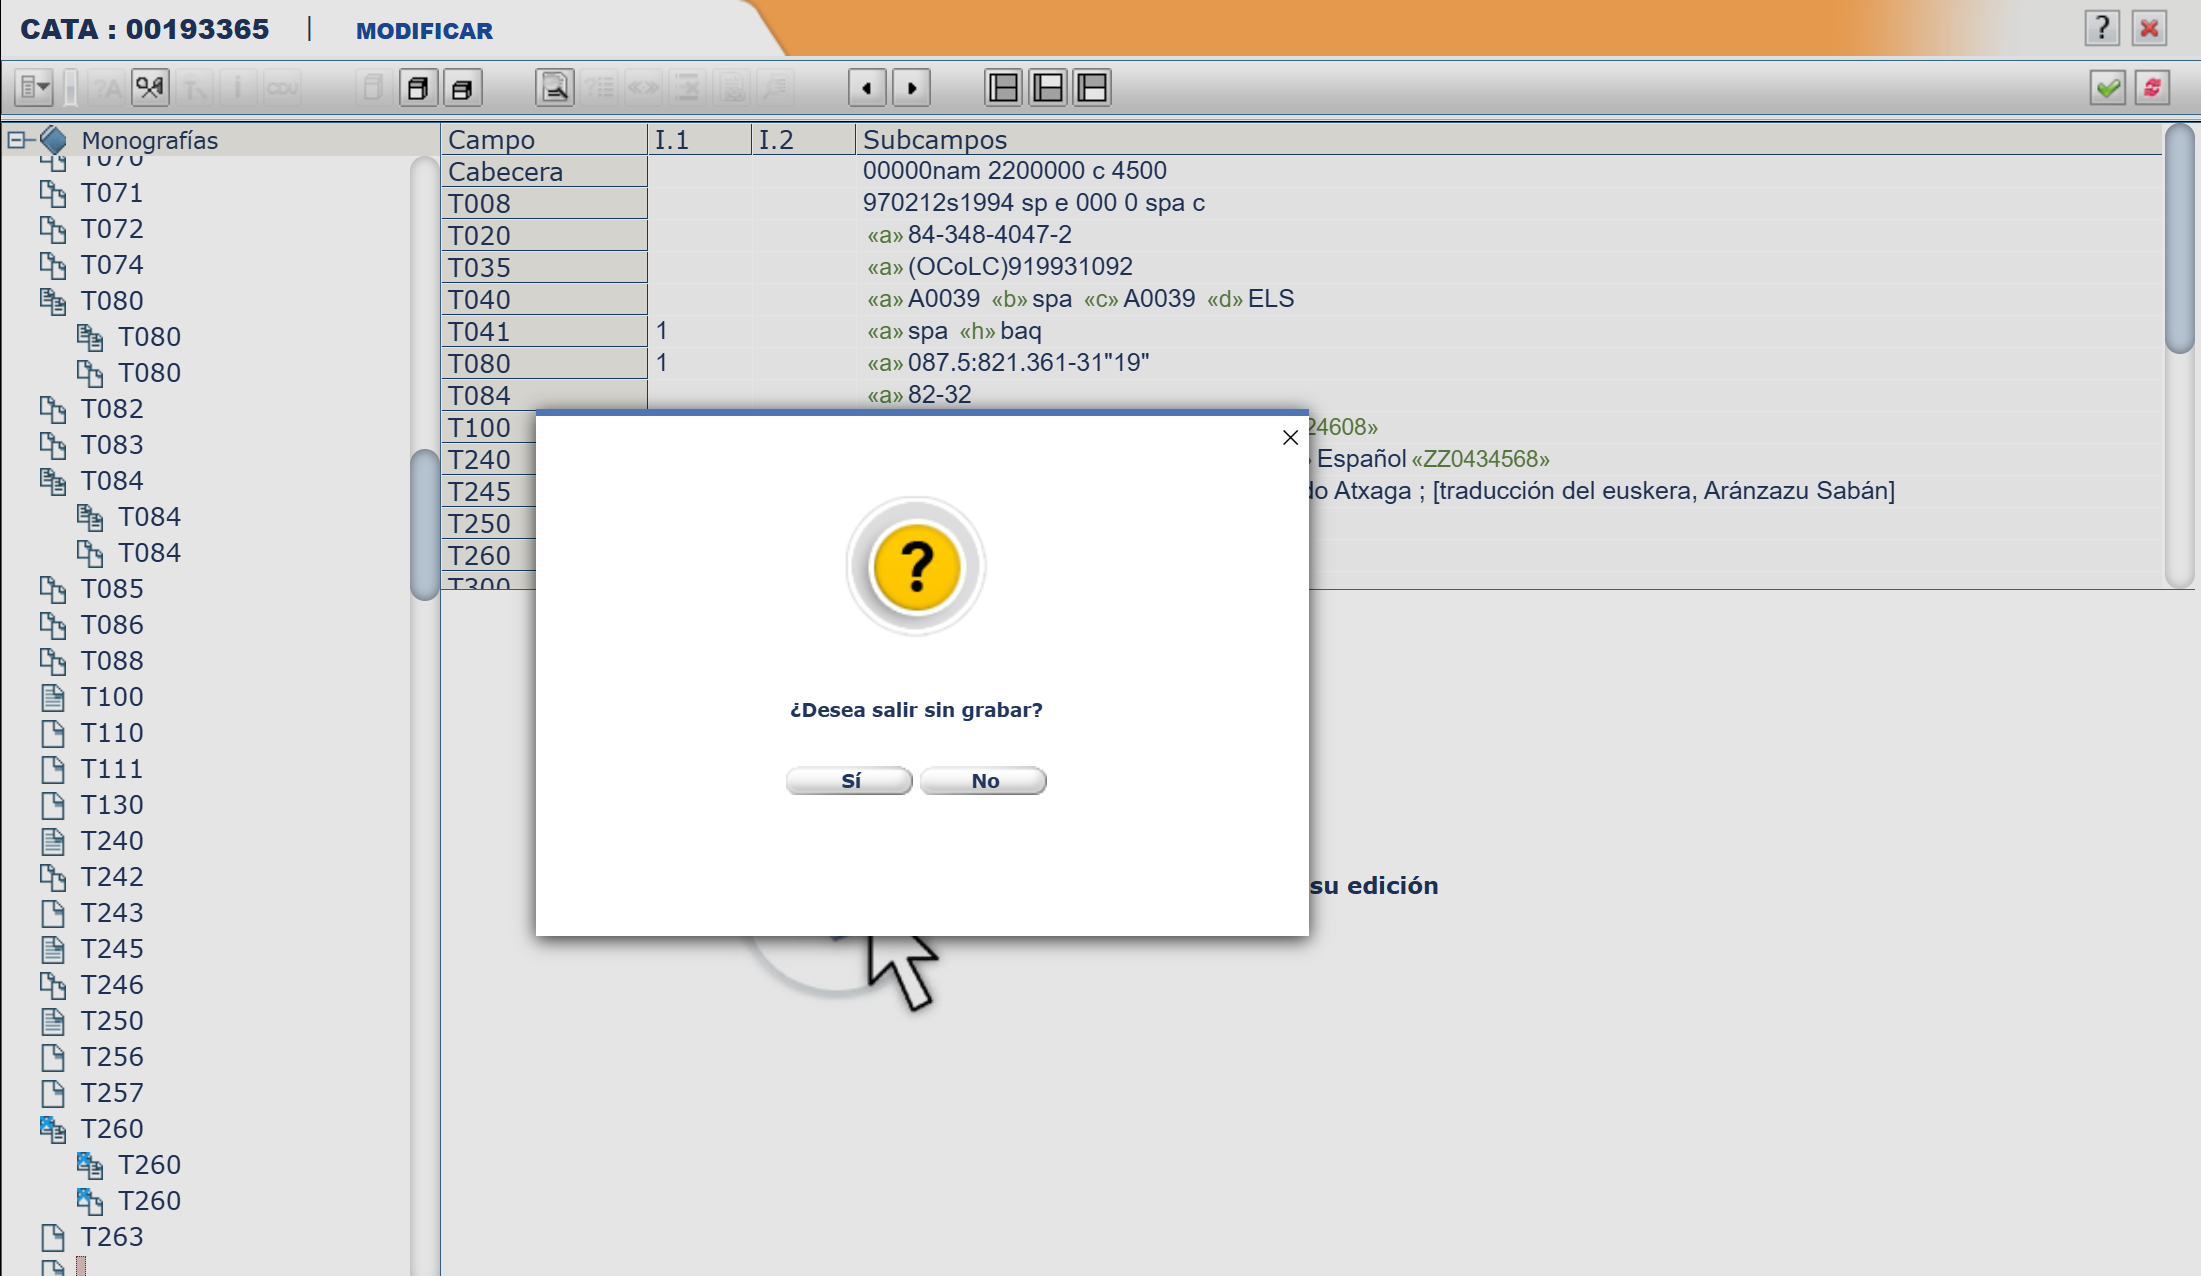 CATA : 00193365 | MODIFICAR
?
?A
T
i
CDU
Monografías
T070
T071
T072
T074
T080
T080
T080
T082
T083
T084
T084
T084
T085
T086
T088
T100
T110
T111
T130
T240
T242
T243
T245
T246
T250
T256
T257
T260
T260
T260
T263
Campo I.1 I.2 Subcampos
Cabecera 00000nam 2200000 c 4500
T008 970212s1994 sp e 000 0 spa c
T020 «a» 84-348-4047-2
T035 «a» (OCoLC)919931092
T040 «a» A0039 «b» spa «c» A0039 «d» ELS
T041 1 «a» spa «h» baq
T080 1 «a» 087.5:821.361-31"19"
T084 «a» 82-32
T100 24608»
T240 Español «ZZ0434568»
T245 do Atxaga ; [traducción del euskera, Aránzazu Sabán]
T250
T260
T300
?
¿Desea salir sin grabar?
Sí No
su edición